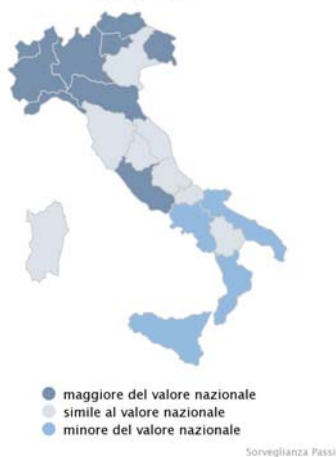 maggiore del valore nazionale
simile al valore nazionale
minore del valore nazionale
Sorveglianza Passi